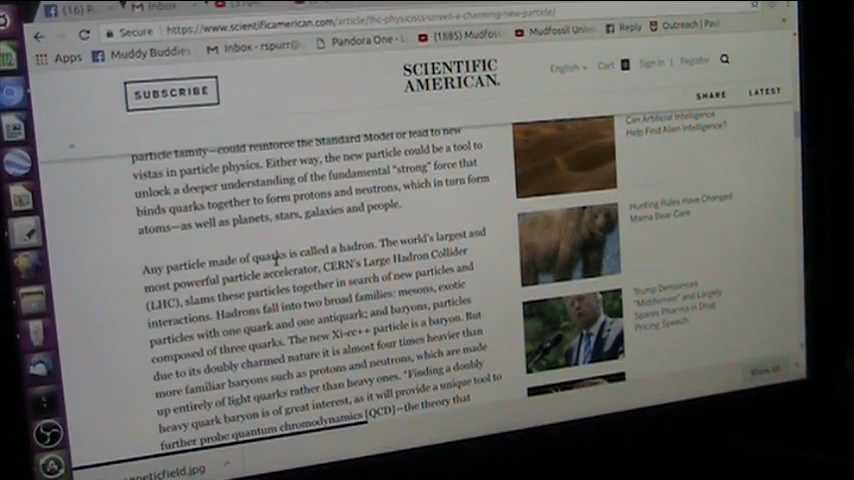 (16)
Inbox
Secure
https://www.scientificamerican.com/article/lhc-physicists-unveil-a-charming-new-particle/
Apps
Muddy Buddies
Inbox - rspurr@
Pandora One - L
(1885) Mudfoss
Mudfossil Unive
Reply
Outreach | Paul
SUBSCRIBE
SCIENTIFIC
AMERICAN.
English
Cart
0
Sign In
Register
SHARE
LATEST
particle family—could reinforce the Standard Model or lead to new
vistas in particle physics. Either way, the new particle could be a tool to
unlock a deeper understanding of the fundamental "strong" force that
binds quarks together to form protons and neutrons, which in turn form
atoms—as well as planets, stars, galaxies and people.
Any particle made of quarks is called a hadron. The world's largest and
most powerful particle accelerator, CERN's Large Hadron Collider
(LHC), slams these particles together in search of new particles and
interactions. Hadrons fall into two broad families: mesons, exotic
particles with one quark and one antiquark; and baryons, particles
composed of three quarks. The new Xi-cc++ particle is a baryon. But
due to its doubly charmed nature it is almost four times heavier than
more familiar baryons such as protons and neutrons, which are made
up entirely of light quarks rather than heavy ones. "Finding a doubly
heavy quark baryon is of great interest, as it will provide a unique tool to
further probe quantum chromodynamics [QCD]—the theory that
Can Artificial Intelligence
Help Find Alien Intelligence?
Hunting Rules Have Changed
Mama Bear Care
Trump Denounces
"Middlemen" and Largely
Spares Pharma in Drug
Pricing Speech
neticfield.jpg
Show all